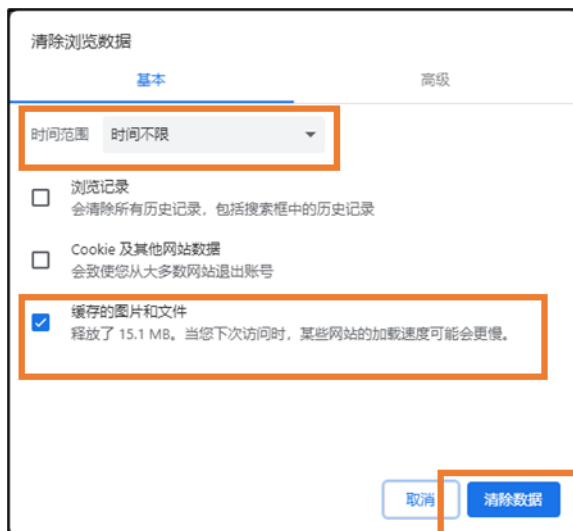 清除浏览数据
基本 高级
时间范围 时间不限
浏览记录
会清除所有历史记录，包括搜索框中的历史记录
Cookie 及其他网站数据
会致使您从大多数网站退出账号
缓存的图片和文件
释放了 15.1 MB。当您下次访问时，某些网站的加载速度可能会更慢。
取消 清除数据